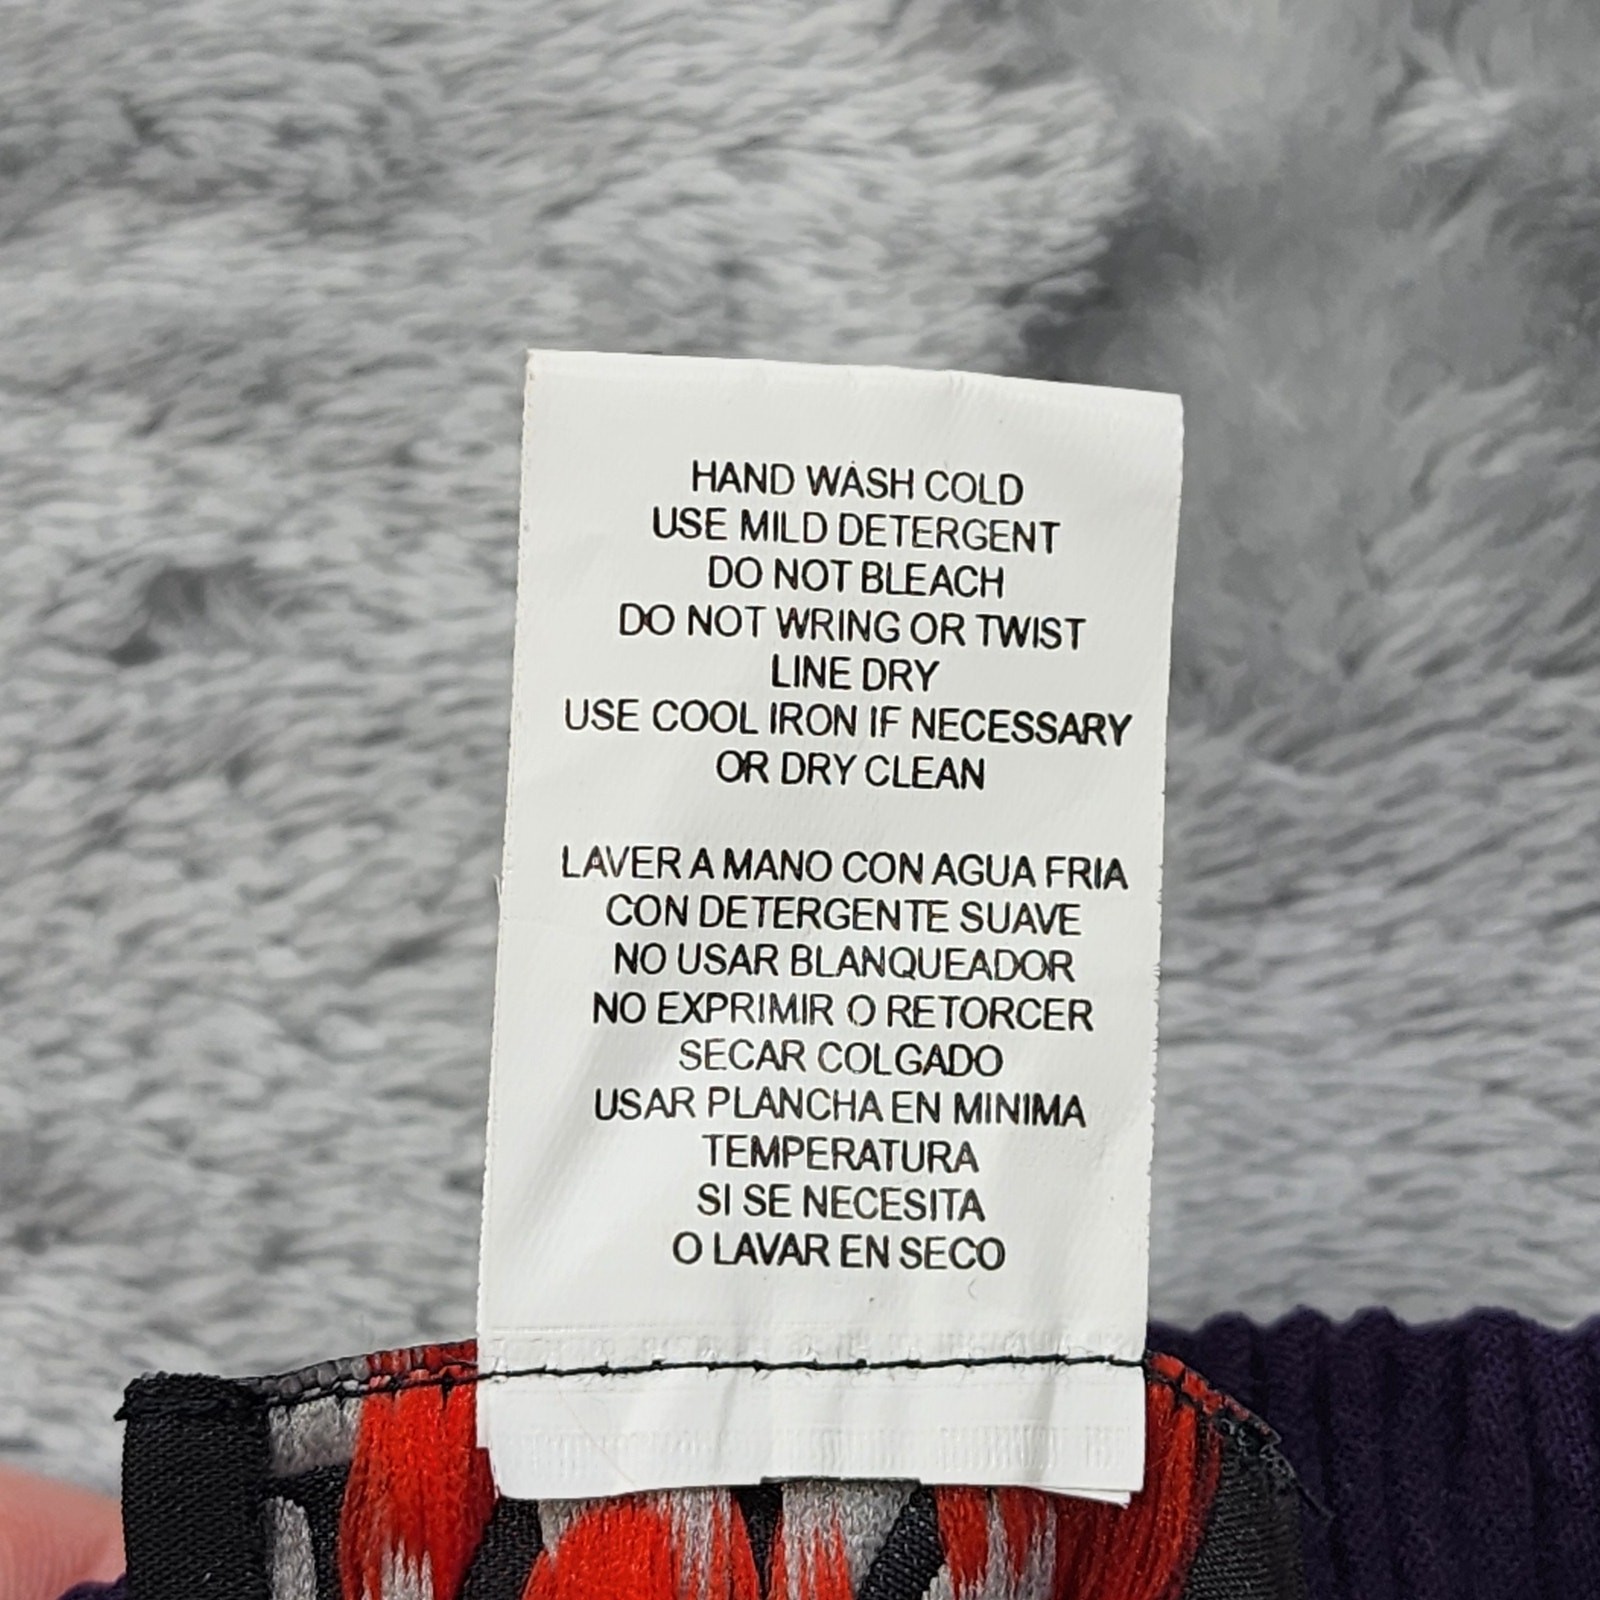 HAND WASH COLD
USE MILD DETERGENT
DO NOT BLEACH
DO NOT WRING OR TWIST
LINE DRY
USE COOL IRON IF NECESSARY
OR DRY CLEAN
LAVER A MANO CON AGUA FRIA
CON DETERGENTE SUAVE
NO USAR BLANQUEADOR
NO EXPRIMIR O RETORCER
SECAR COLGADO
USAR PLANCHA EN MINIMA
TEMPERATURA
SI SE NECESITA
O LAVAR EN SECO